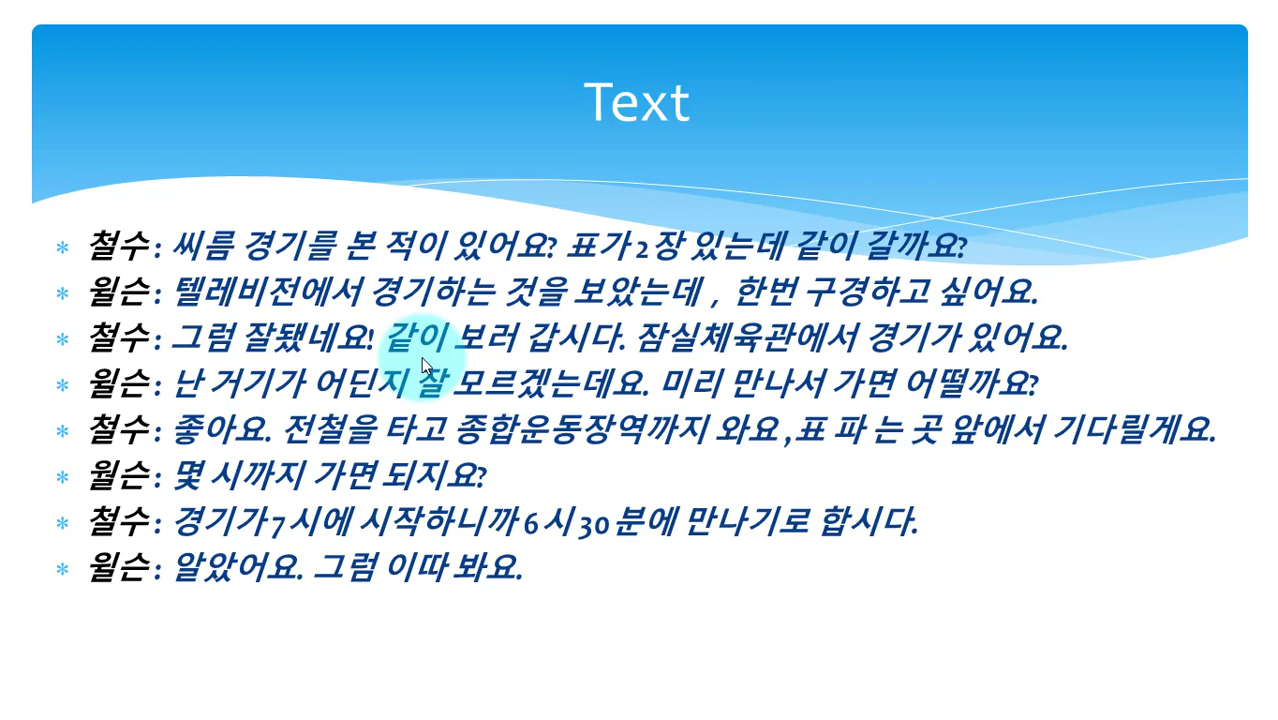 Text
* 철수 : 씨름 경기를 본 적이 있어요? 표가 2 장 있는데 같이 갈까요?
* 윌슨 : 텔레비전에서 경기하는 것을 보았는데 , 한번 구경하고 싶어요.
* 철수 : 그럼 잘됐네요! 같이 보러 갑시다. 잠실체육관에서 경기가 있어요.
* 윌슨 : 난 거기가 어딘지 잘 모르겠는데요. 미리 만나서 가면 어떨까요?
* 철수 : 좋아요. 전철을 타고 종합운동장역까지 와요 ,표 파 는 곳 앞에서 기다릴게요.
* 윌슨 : 몇 시까지 가면 되지요?
* 철수 : 경기가 7 시에 시작하니까 6 시 30 분에 만나기로 합시다.
* 윌슨 : 알았어요. 그럼 이따 봐요.